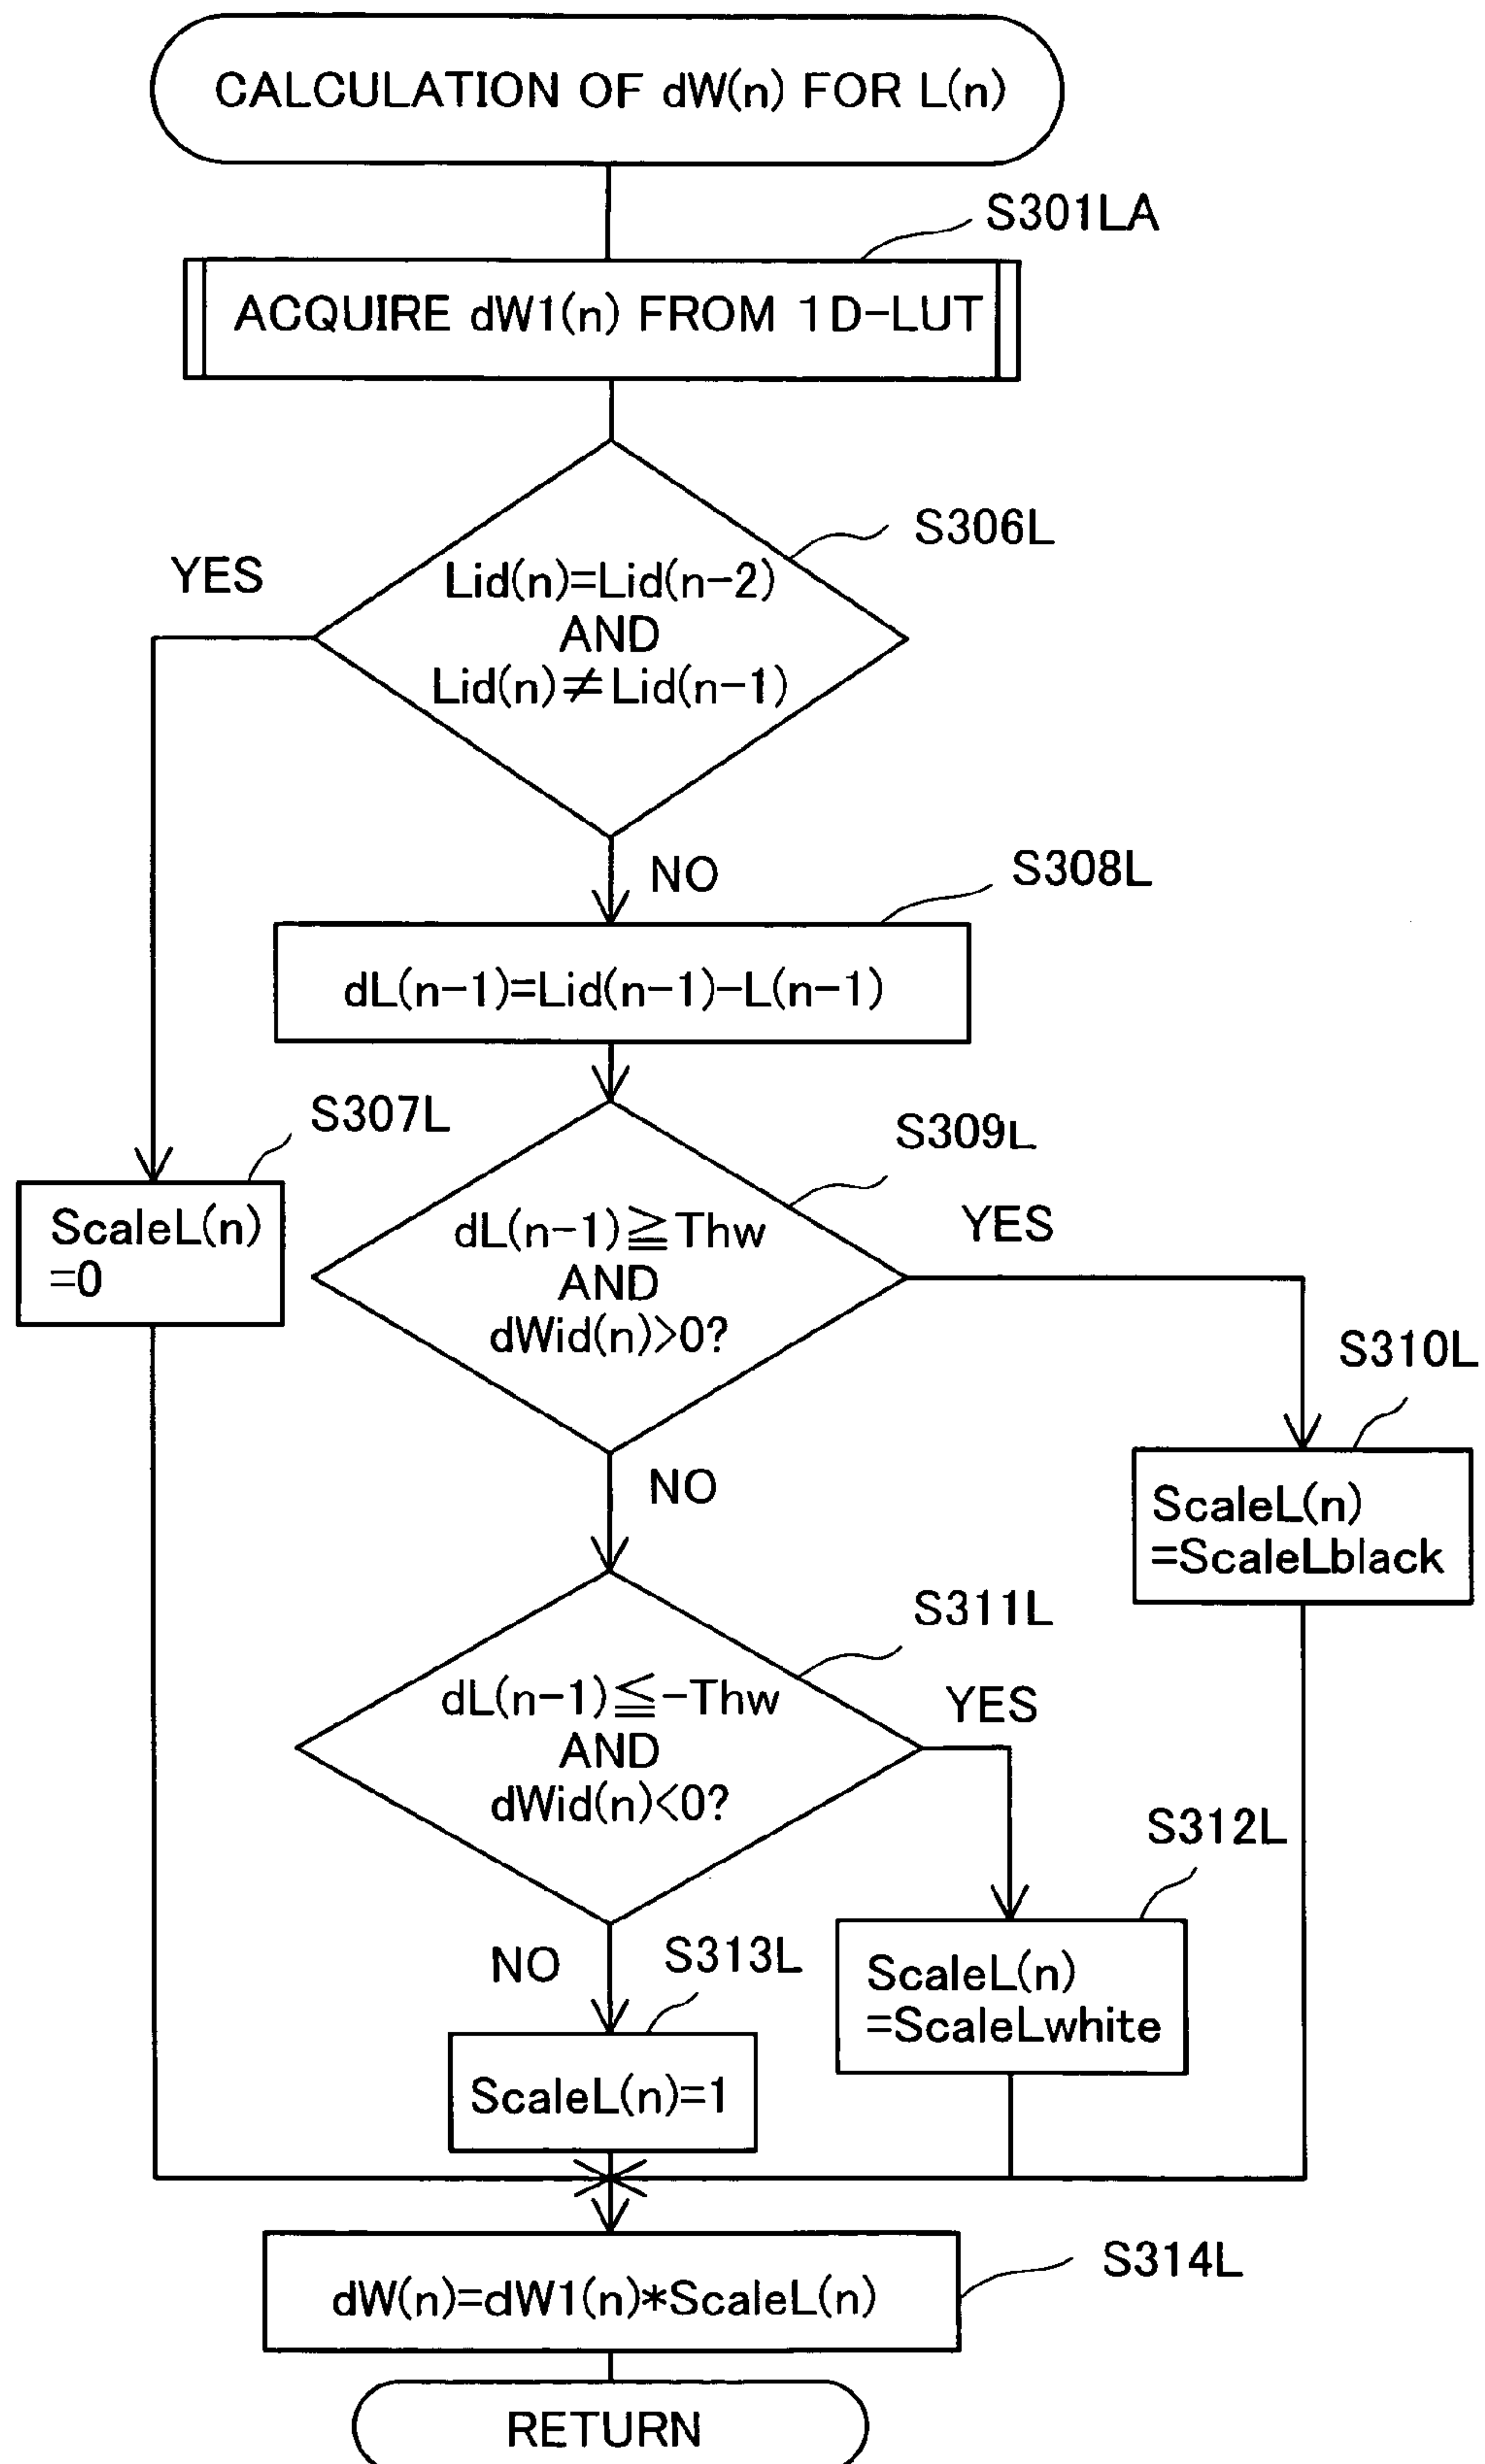 CALCULATION OF dW(n) FOR L(n)
S301LA
ACQUIRE dW1(n) FROM 1D-LUT
S306L
YES
Lid(n)=Lid(n-2)
AND
Lid(n)≠Lid(n-1)
NO
S308L
dL(n-1)=Lid(n-1)-L(n-1)
S307L
ScaleL(n)
=0
S309L
dL(n-1)≧Thw
AND
dWid(n)>0?
YES
S310L
NO
ScaleL(n)
=ScaleLblack
S311L
dL(n-1)≦-Thw
AND
dWid(n)<0?
YES
S312L
NO
S313L
ScaleL(n)
=ScaleLwhite
ScaleL(n)=1
S314L
dW(n)=dW1(n)*ScaleL(n)
RETURN